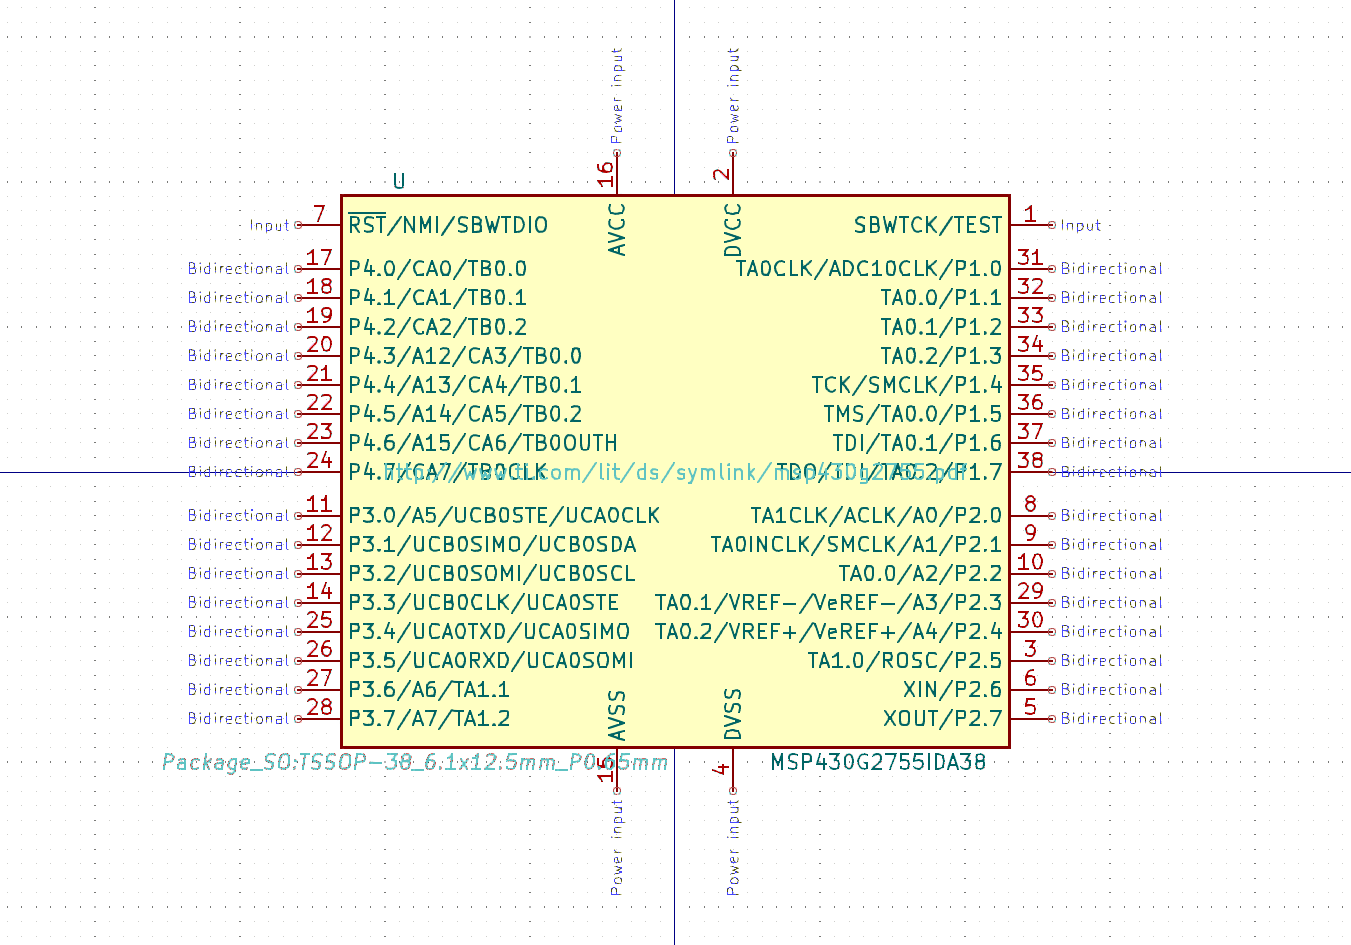 Power input
Power input
16
2
U
AVCC
DVCC
Input 7 R̅S̅T̅/NMI/SBWTDIO
SBWTCK/TEST 1 Input
Bidirectional 17 P4.0/CA0/TB0.0
TA0CLK/ADC10CLK/P1.0 31 Bidirectional
Bidirectional 18 P4.1/CA1/TB0.1
TA0.0/P1.1 32 Bidirectional
Bidirectional 19 P4.2/CA2/TB0.2
TA0.1/P1.2 33 Bidirectional
Bidirectional 20 P4.3/A12/CA3/TB0.0
TA0.2/P1.3 34 Bidirectional
Bidirectional 21 P4.4/A13/CA4/TB0.1
TCK/SMCLK/P1.4 35 Bidirectional
Bidirectional 22 P4.5/A14/CA5/TB0.2
TMS/TA0.0/P1.5 36 Bidirectional
Bidirectional 23 P4.6/A15/CA6/TB0OUTH
TDI/TA0.1/P1.6 37 Bidirectional
Bidirectional 24 P4.7/CA7/TB0CLK
http://www.ti.com/lit/ds/symlink/msp430g2755.pdf
TDO/TDI/TA0.2/P1.7 38 Bidirectional
Bidirectional 11 P3.0/A5/UCB0STE/UCA0CLK
TA1CLK/ACLK/A0/P2.0 8 Bidirectional
Bidirectional 12 P3.1/UCB0SIMO/UCB0SDA
TA0INCLK/SMCLK/A1/P2.1 9 Bidirectional
Bidirectional 13 P3.2/UCB0SOMI/UCB0SCL
TA0.0/A2/P2.2 10 Bidirectional
Bidirectional 14 P3.3/UCB0CLK/UCA0STE
TA0.1/VREF-/VeREF-/A3/P2.3 29 Bidirectional
Bidirectional 25 P3.4/UCA0TXD/UCA0SIMO
TA0.2/VREF+/VeREF+/A4/P2.4 30 Bidirectional
Bidirectional 26 P3.5/UCA0RXD/UCA0SOMI
TA1.0/ROSC/P2.5 3 Bidirectional
Bidirectional 27 P3.6/A6/TA1.1
XIN/P2.6 6 Bidirectional
Bidirectional 28 P3.7/A7/TA1.2
XOUT/P2.7 5 Bidirectional
AVSS
DVSS
Package_SO:TSSOP-38_6.1x12.5mm_P0.65mm
MSP430G2755IDA38
15
4
Power input
Power input